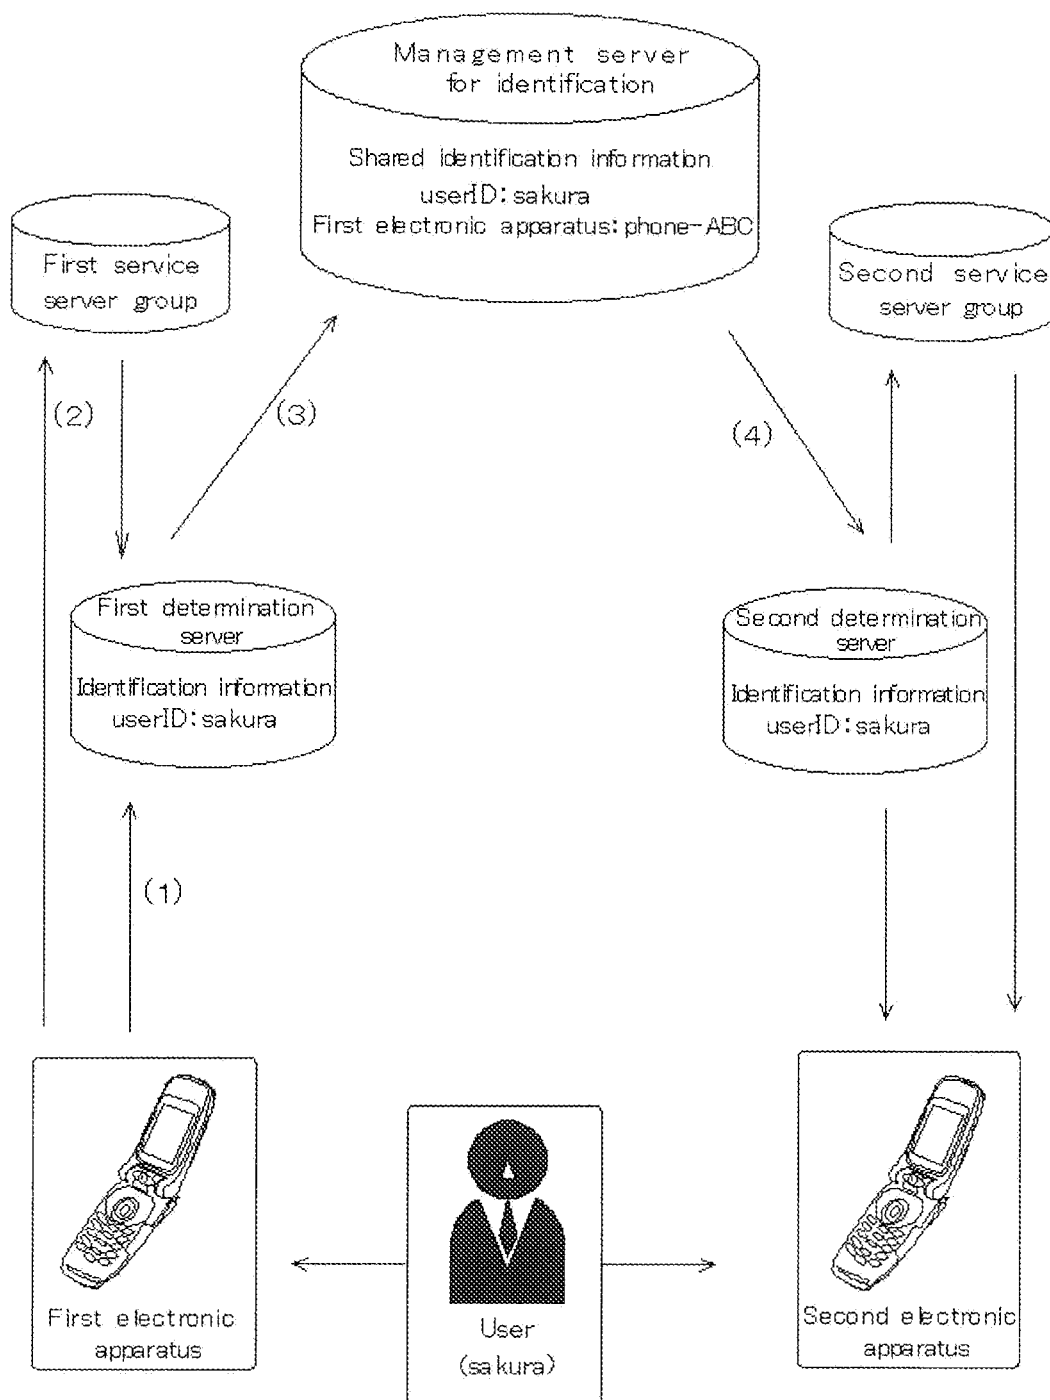 Management server
for identification
Shared identification information
userID:sakura
First electronic apparatus:phone-ABC
First service
server group
Second service
server group
(2)
(3)
(4)
First determination
server
Identification information
userID:sakura
Second determination
server
Identification information
userID:sakura
(1)
First electronic
apparatus
User
(sakura)
Second electronic
apparatus